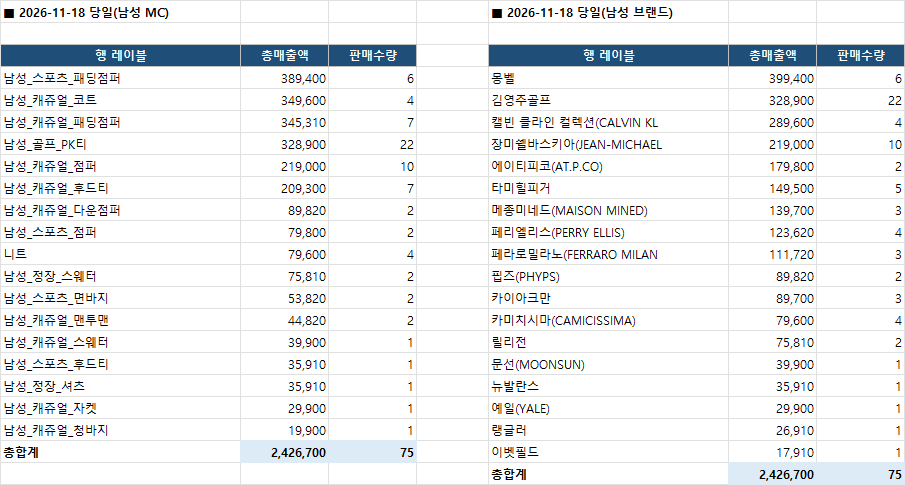 ■ 2026-11-18 당일(남성 MC) ■ 2026-11-18 당일(남성 브랜드)
행 레이블 총매출액 판매수량 행 레이블 총매출액 판매수량
남성_스포츠_패딩점퍼 389,400 6 몽벨 399,400 6
남성_캐쥬얼_코트 349,600 4 김영주골프 328,900 22
남성_캐쥬얼_패딩점퍼 345,310 7 캘빈 클라인 컬렉션(CALVIN KL 289,600 4
남성_골프_PK티 328,900 22 장미쉘바스키아(JEAN-MICHAEL 219,000 10
남성_캐쥬얼_점퍼 219,000 10 에이티피코(AT.P.CO) 179,800 2
남성_캐쥬얼_후드티 209,300 7 타미힐피거 149,500 5
남성_캐쥬얼_다운점퍼 89,820 2 메종미네드(MAISON MINED) 139,700 3
남성_스포츠_점퍼 79,800 2 페리엘리스(PERRY ELLIS) 123,620 4
니트 79,600 4 페라로밀라노(FERRARO MILAN 111,720 3
남성_정장_스웨터 75,810 2 핍즈(PHYPS) 89,820 2
남성_스포츠_면바지 53,820 2 카이아크만 89,700 3
남성_캐쥬얼_맨투맨 44,820 2 카미치시마(CAMICISSIMA) 79,600 4
남성_캐쥬얼_스웨터 39,900 1 릴리전 75,810 2
남성_스포츠_후드티 35,910 1 문선(MOONSUN) 39,900 1
남성_정장_셔츠 35,910 1 뉴발란스 35,910 1
남성_캐쥬얼_자켓 29,900 1 예일(YALE) 29,900 1
남성_캐쥬얼_청바지 19,900 1 랭글러 26,910 1
총합계 2,426,700 75 이벳필드 17,910 1
총합계 2,426,700 75